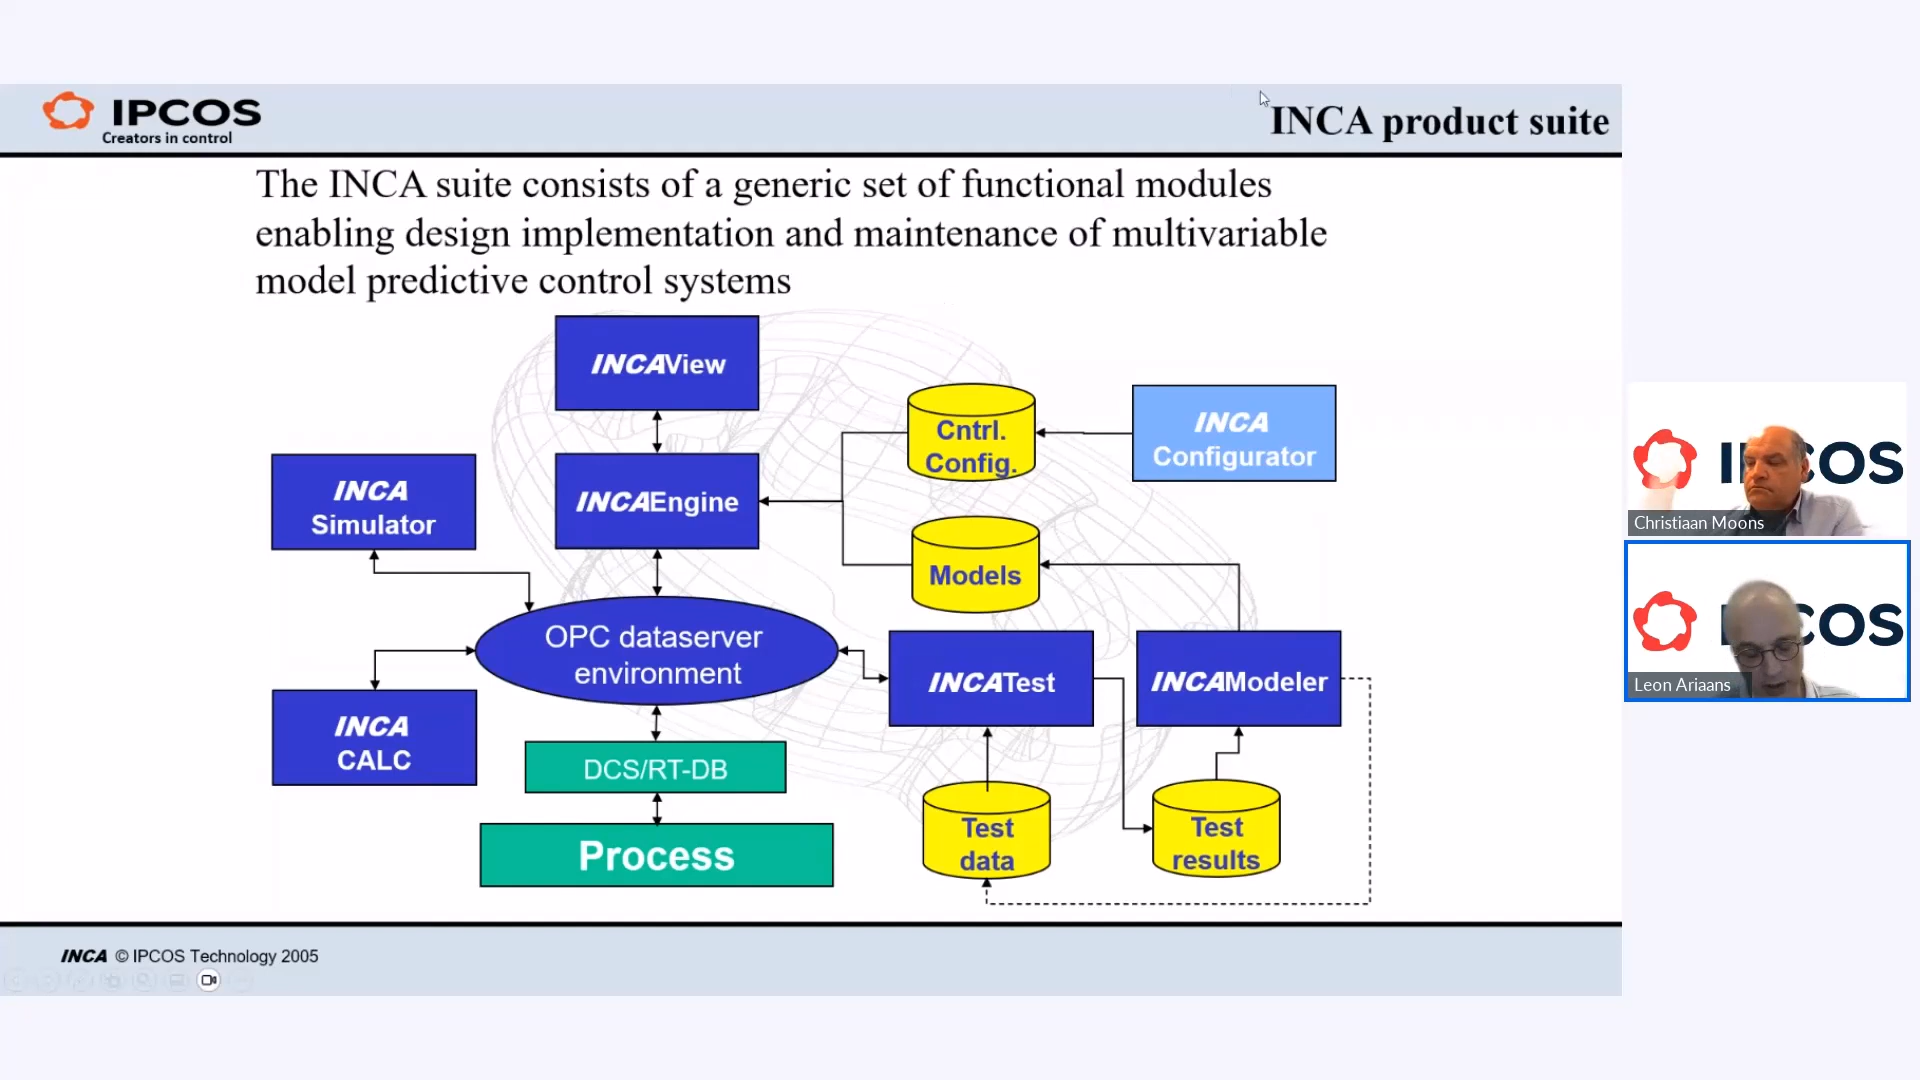 IPCOS
Creators in control
INCA product suite
The INCA suite consists of a generic set of functional modules
enabling design implementation and maintenance of multivariable
model predictive control systems
INCAView
Cntrl.
Config.
INCA
Configurator
INCA
Simulator
INCAEngine
Models
OPC dataserver
environment
INCATest
INCAModeler
INCA
CALC
DCS/RT-DB
Process
Test
data
Test
results
INCA © IPCOS Technology 2005
Christiaan Moons
COS
Leon Ariaans